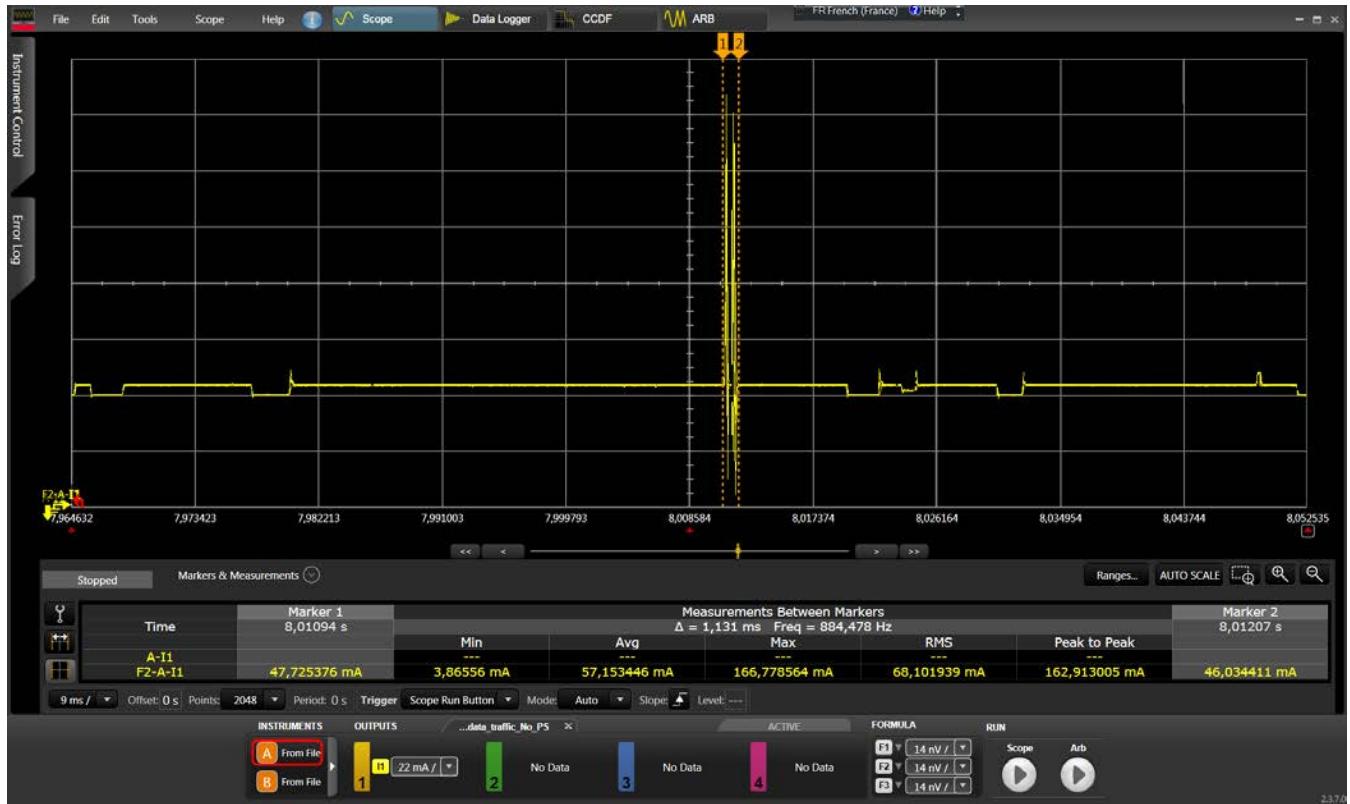 File Edit Tools Scope Help i Scope Data Logger CCDF ARB FR French (France) ? Help
1 2
Instrument Control
Error Log
F2-A-I1
7,964632 7,973423 7,982213 7,991003 7,999793 8,008584 8,017374 8,026164 8,034954 8,043744 8,052535
<< < > >>
Stopped Markers & Measurements Ranges... AUTO SCALE
Marker 1 Measurements Between Markers Marker 2
Time 8,01094 s Δ = 1,131 ms Freq = 884,478 Hz 8,01207 s
Min Avg Max RMS Peak to Peak
A-I1 --- --- --- --- ---
F2-A-I1 47,725376 mA 3,86556 mA 57,153446 mA 166,778564 mA 68,101939 mA 162,913005 mA 46,034411 mA
9 ms / Offset: 0 s Points: 2048 Period: 0 s Trigger Scope Run Button Mode: Auto Slope: Level: ---
INSTRUMENTS OUTPUTS ...data_traffic_No_PS × ACTIVE FORMULA RUN
A From File 1 I1 22 mA / 2 No Data 3 No Data 4 No Data F1 14 nV / Scope Arb
F2 14 nV /
B From File F3 14 nV /